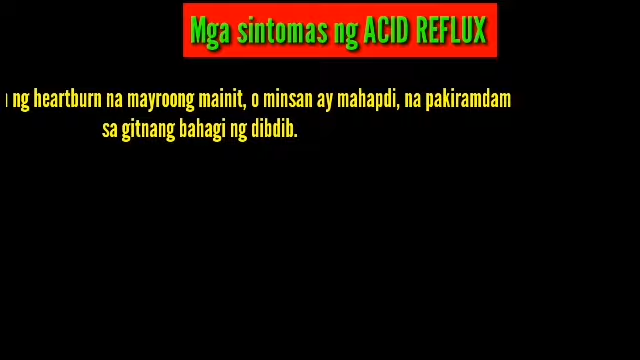 Mga sintomas ng ACID REFLUX
ng heartburn na mayroong mainit, o minsan ay mahapdi, na pakiramdam
sa gitnang bahagi ng dibdib.